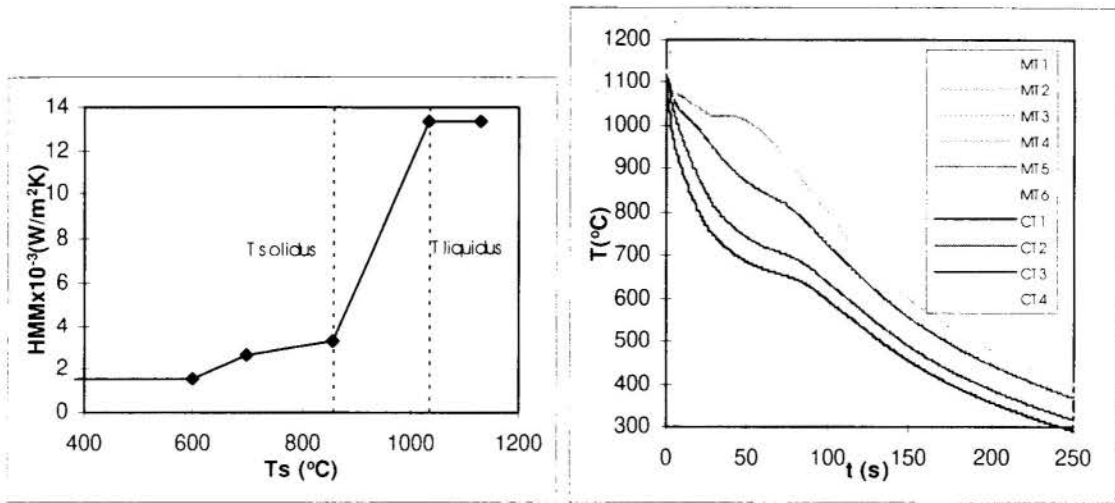 HMMx10⁻³(W/m²K)
14
12
10
8
6
4
2
0
Tsolidus
Tliquidus
400 600 800 1000 1200
Ts (°C)
T(°C)
1200
1100
1000
900
800
700
600
500
400
300
MT1
MT2
MT3
MT4
MT5
MT6
CT1
CT2
CT3
CT4
0 50 100 150 200 250
t (s)